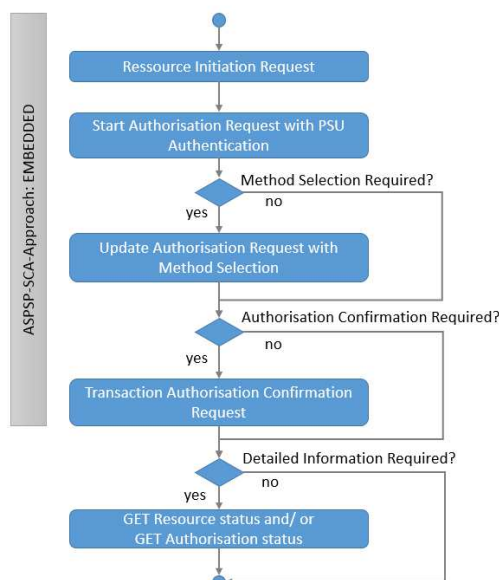 ASPSP-SCA-Approach: EMBEDDED
Ressource Initiation Request
Start Authorisation Request with PSU
Authentication
Method Selection Required?
yes
no
Update Authorisation Request with
Method Selection
Authorisation Confirmation Required?
yes
no
Transaction Authorisation Confirmation
Request
Detailed Information Required?
yes
no
GET Resource status and/ or
GET Authorisation status